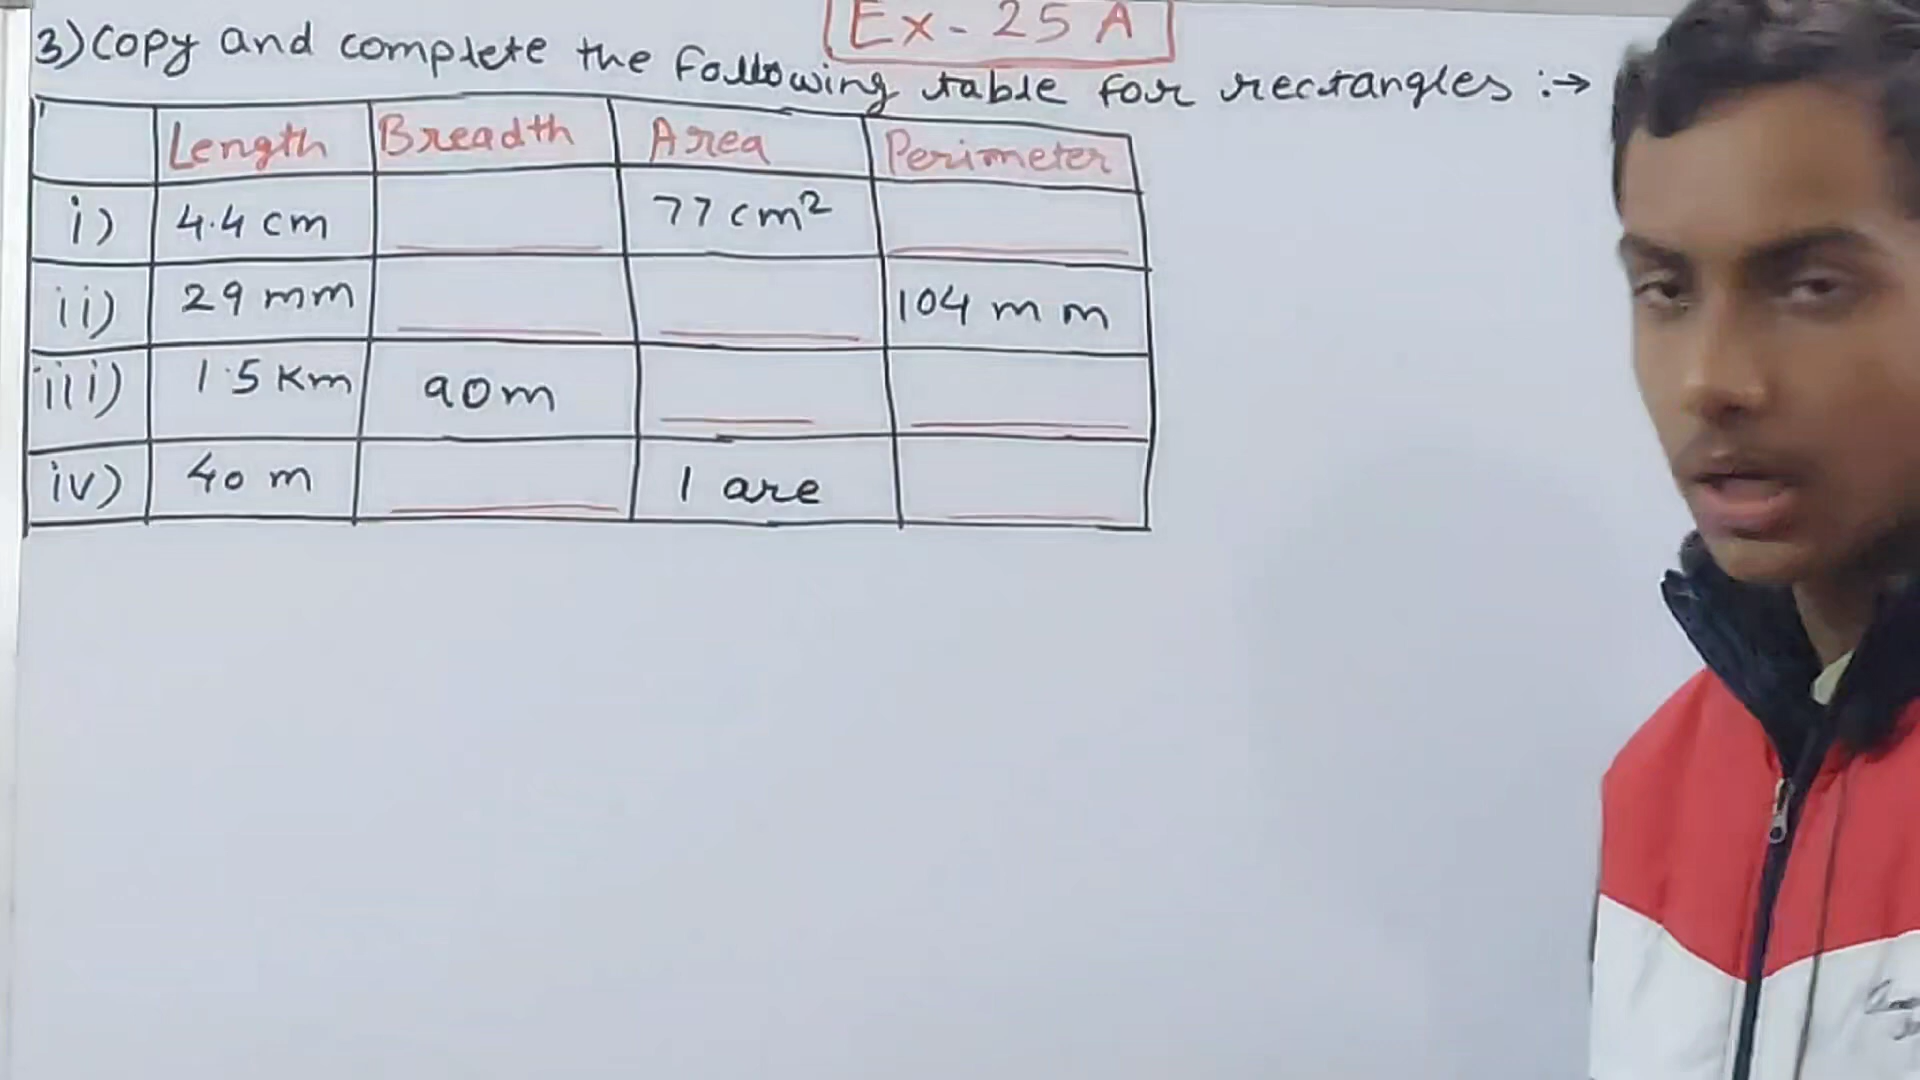 Ex - 25 A
3) Copy and complete the following table for rectangles :→
Length Breadth Area Perimeter
i) 4.4 cm 77 cm²
ii) 29 mm 104 mm
iii) 1.5 Km 90m
iv) 40 m 1 are